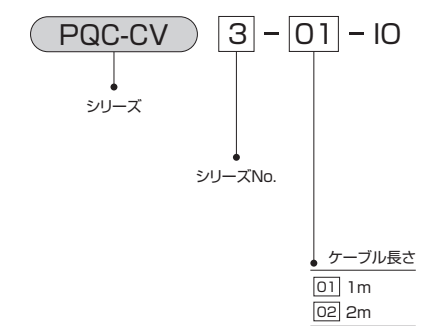 PQC-CV 3 - 01 - IO
シリーズ
シリーズNo.
ケーブル長さ
01 1m
02 2m